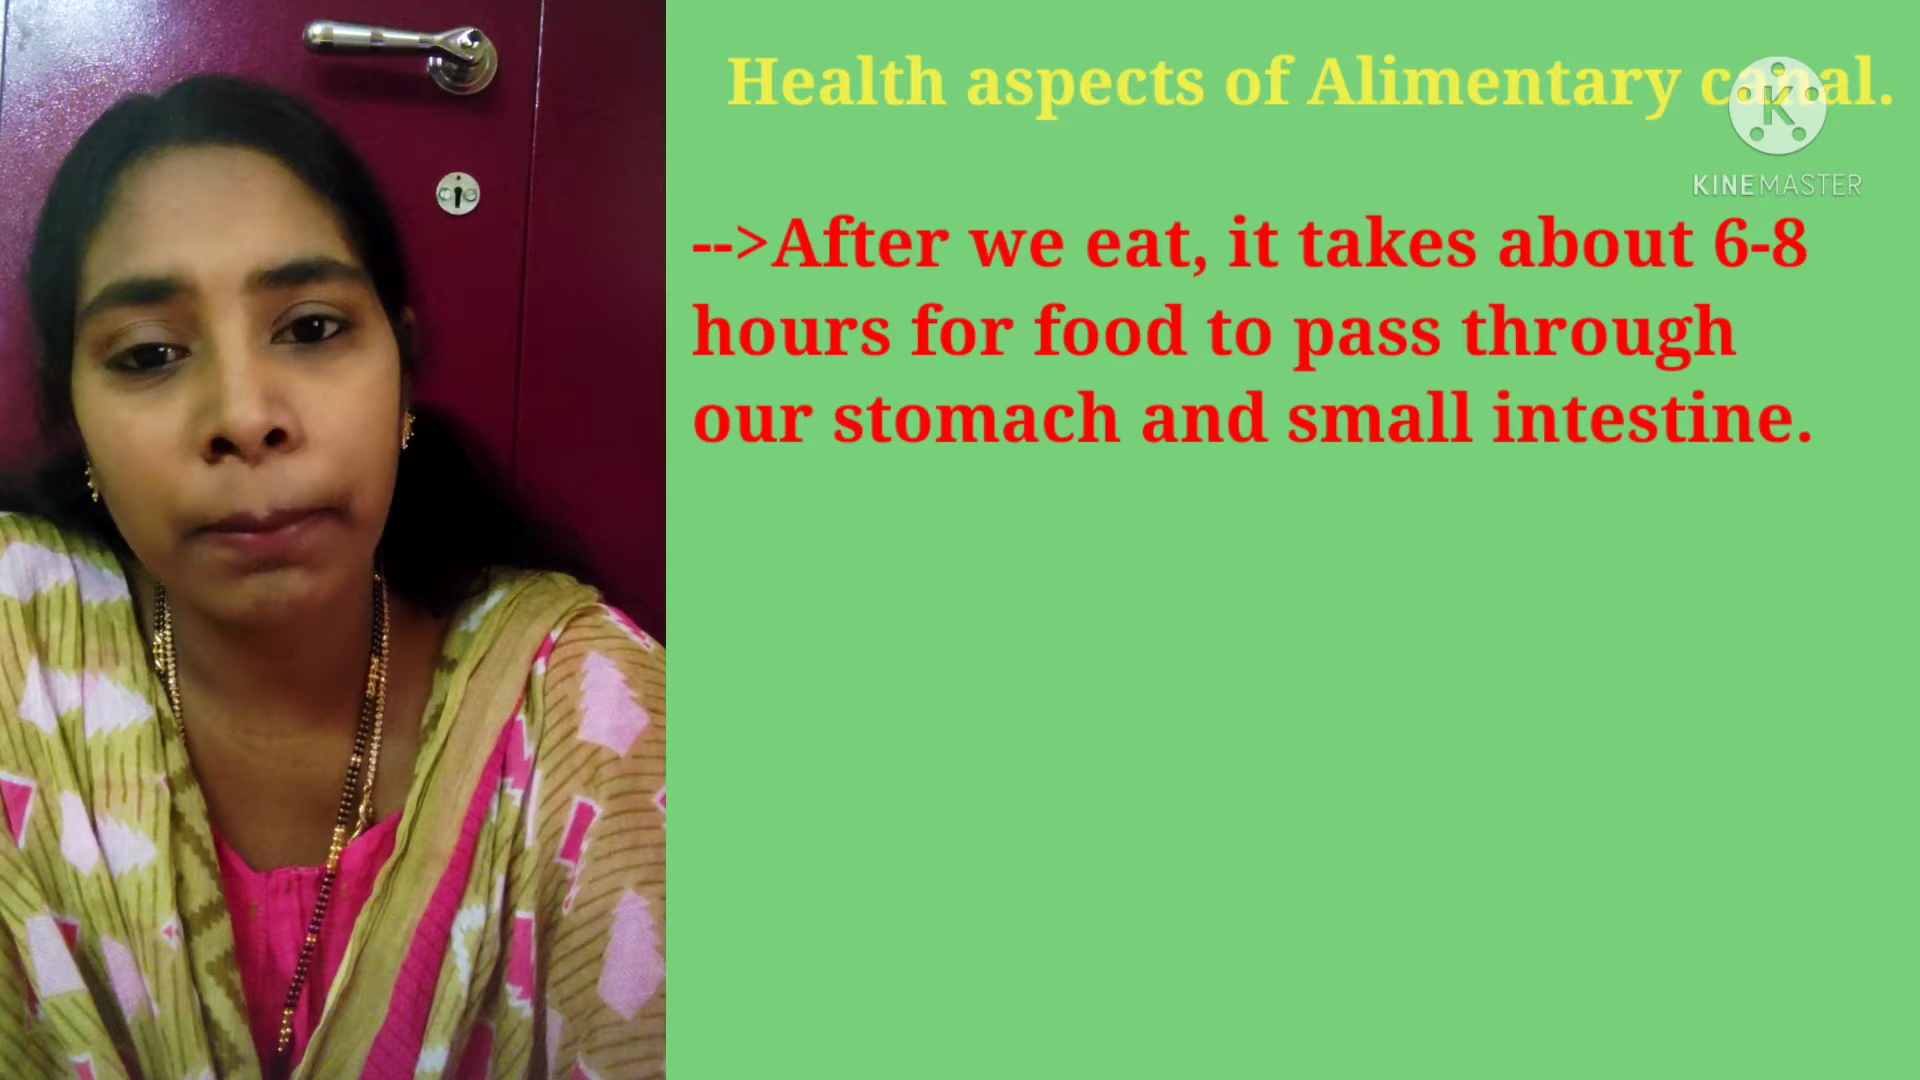 Health aspects of Alimentary canal.
K
KINEMASTER
-->After we eat, it takes about 6-8
hours for food to pass through
our stomach and small intestine.